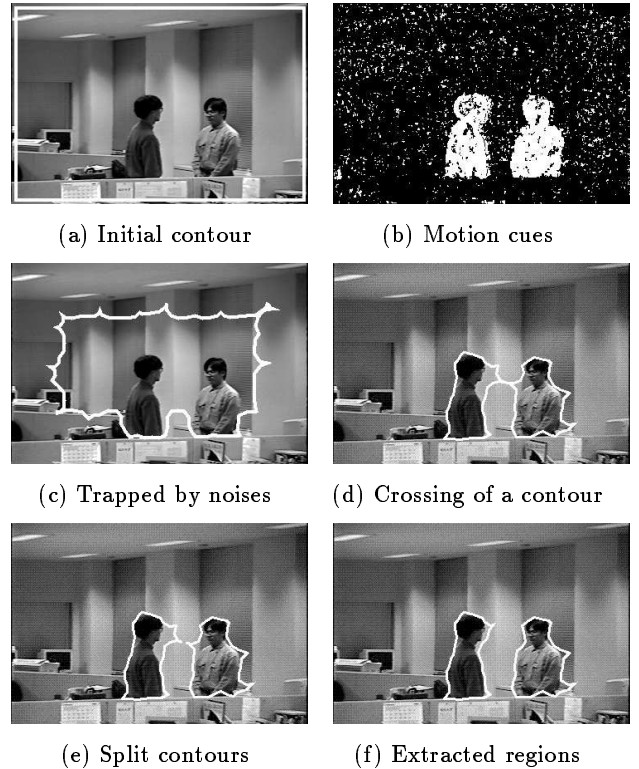 (a) Initial contour
(b) Motion cues
(c) Trapped by noises
(d) Crossing of a contour
(e) Split contours
(f) Extracted regions